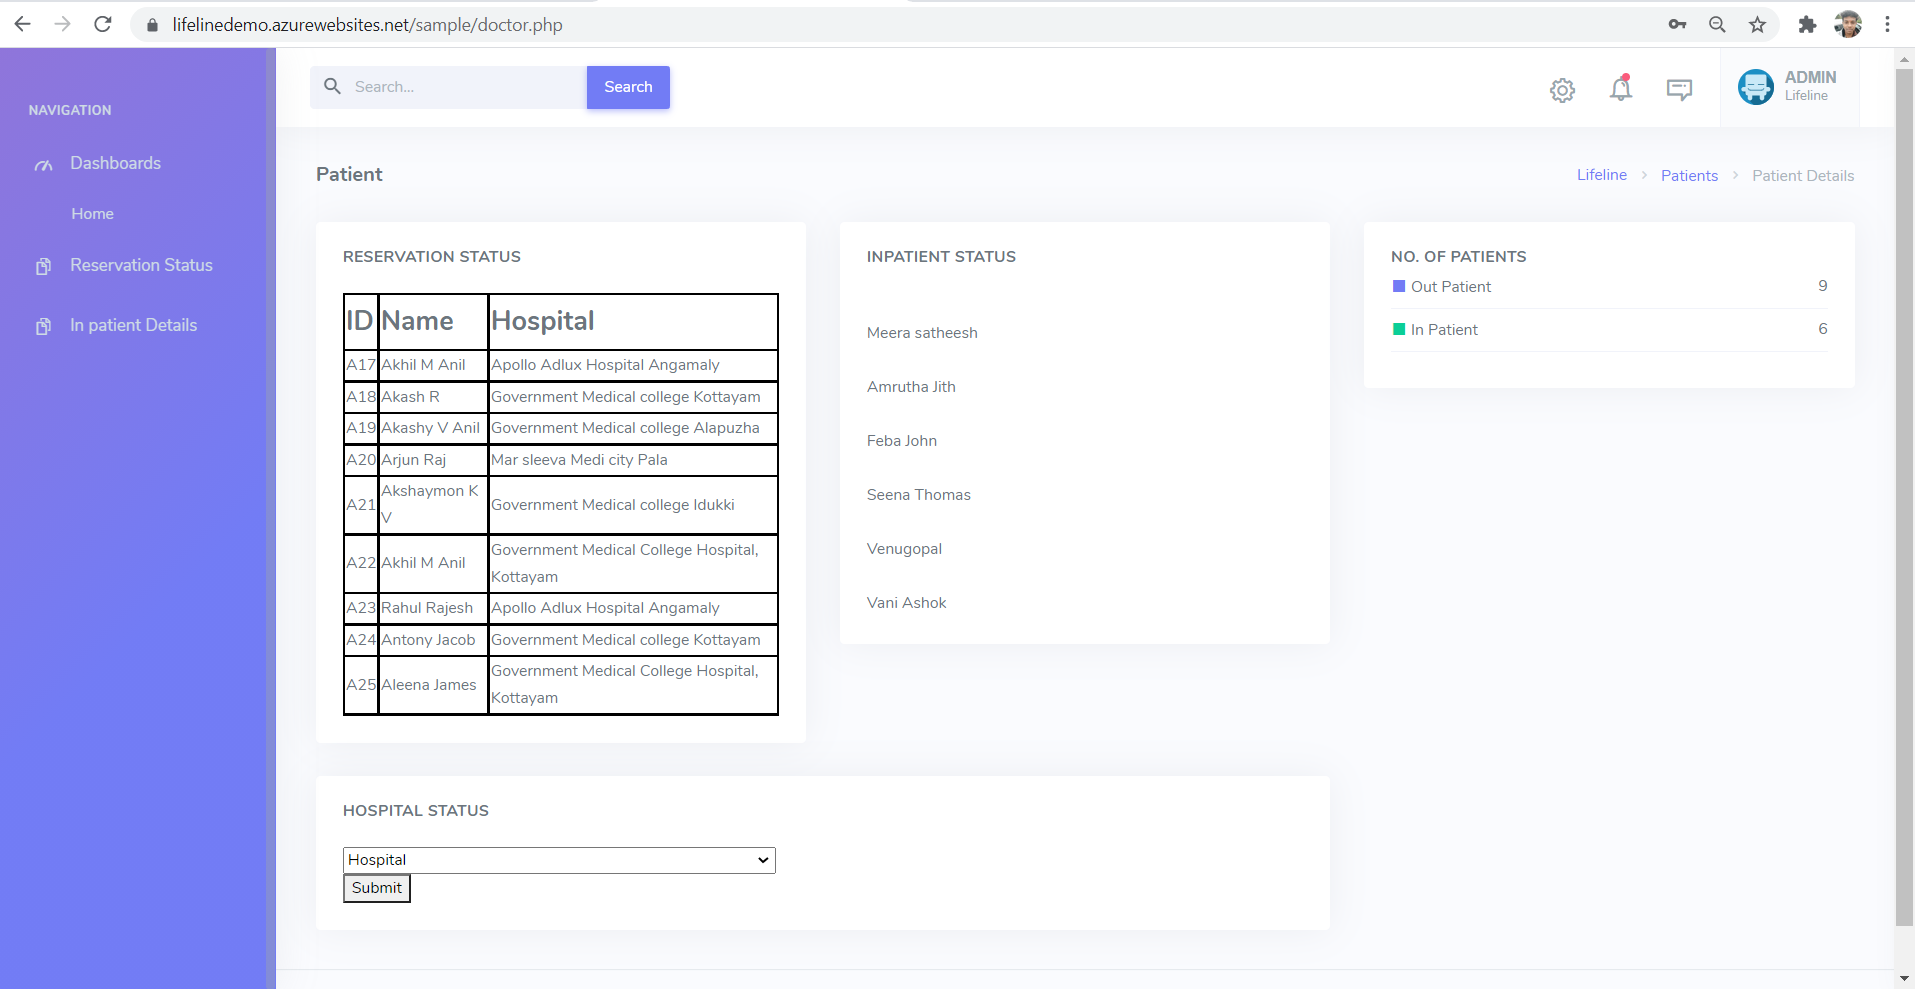 lifelinedemo.azurewebsites.net/sample/doctor.php
NAVIGATION
Dashboards
Home
Reservation Status
In patient Details
Search...
Search
ADMIN
Lifeline
Patient
Lifeline > Patients > Patient Details
RESERVATION STATUS
ID Name Hospital
A17 Akhil M Anil Apollo Adlux Hospital Angamaly
A18 Akash R Government Medical college Kottayam
A19 Akashy V Anil Government Medical college Alapuzha
A20 Arjun Raj Mar sleeva Medi city Pala
A21 Akshaymon K V Government Medical college Idukki
A22 Akhil M Anil Government Medical College Hospital,
Kottayam
A23 Rahul Rajesh Apollo Adlux Hospital Angamaly
A24 Antony Jacob Government Medical college Kottayam
A25 Aleena James Government Medical College Hospital,
Kottayam
INPATIENT STATUS
Meera satheesh
Amrutha Jith
Feba John
Seena Thomas
Venugopal
Vani Ashok
NO. OF PATIENTS
Out Patient 9
In Patient 6
HOSPITAL STATUS
Hospital
Submit